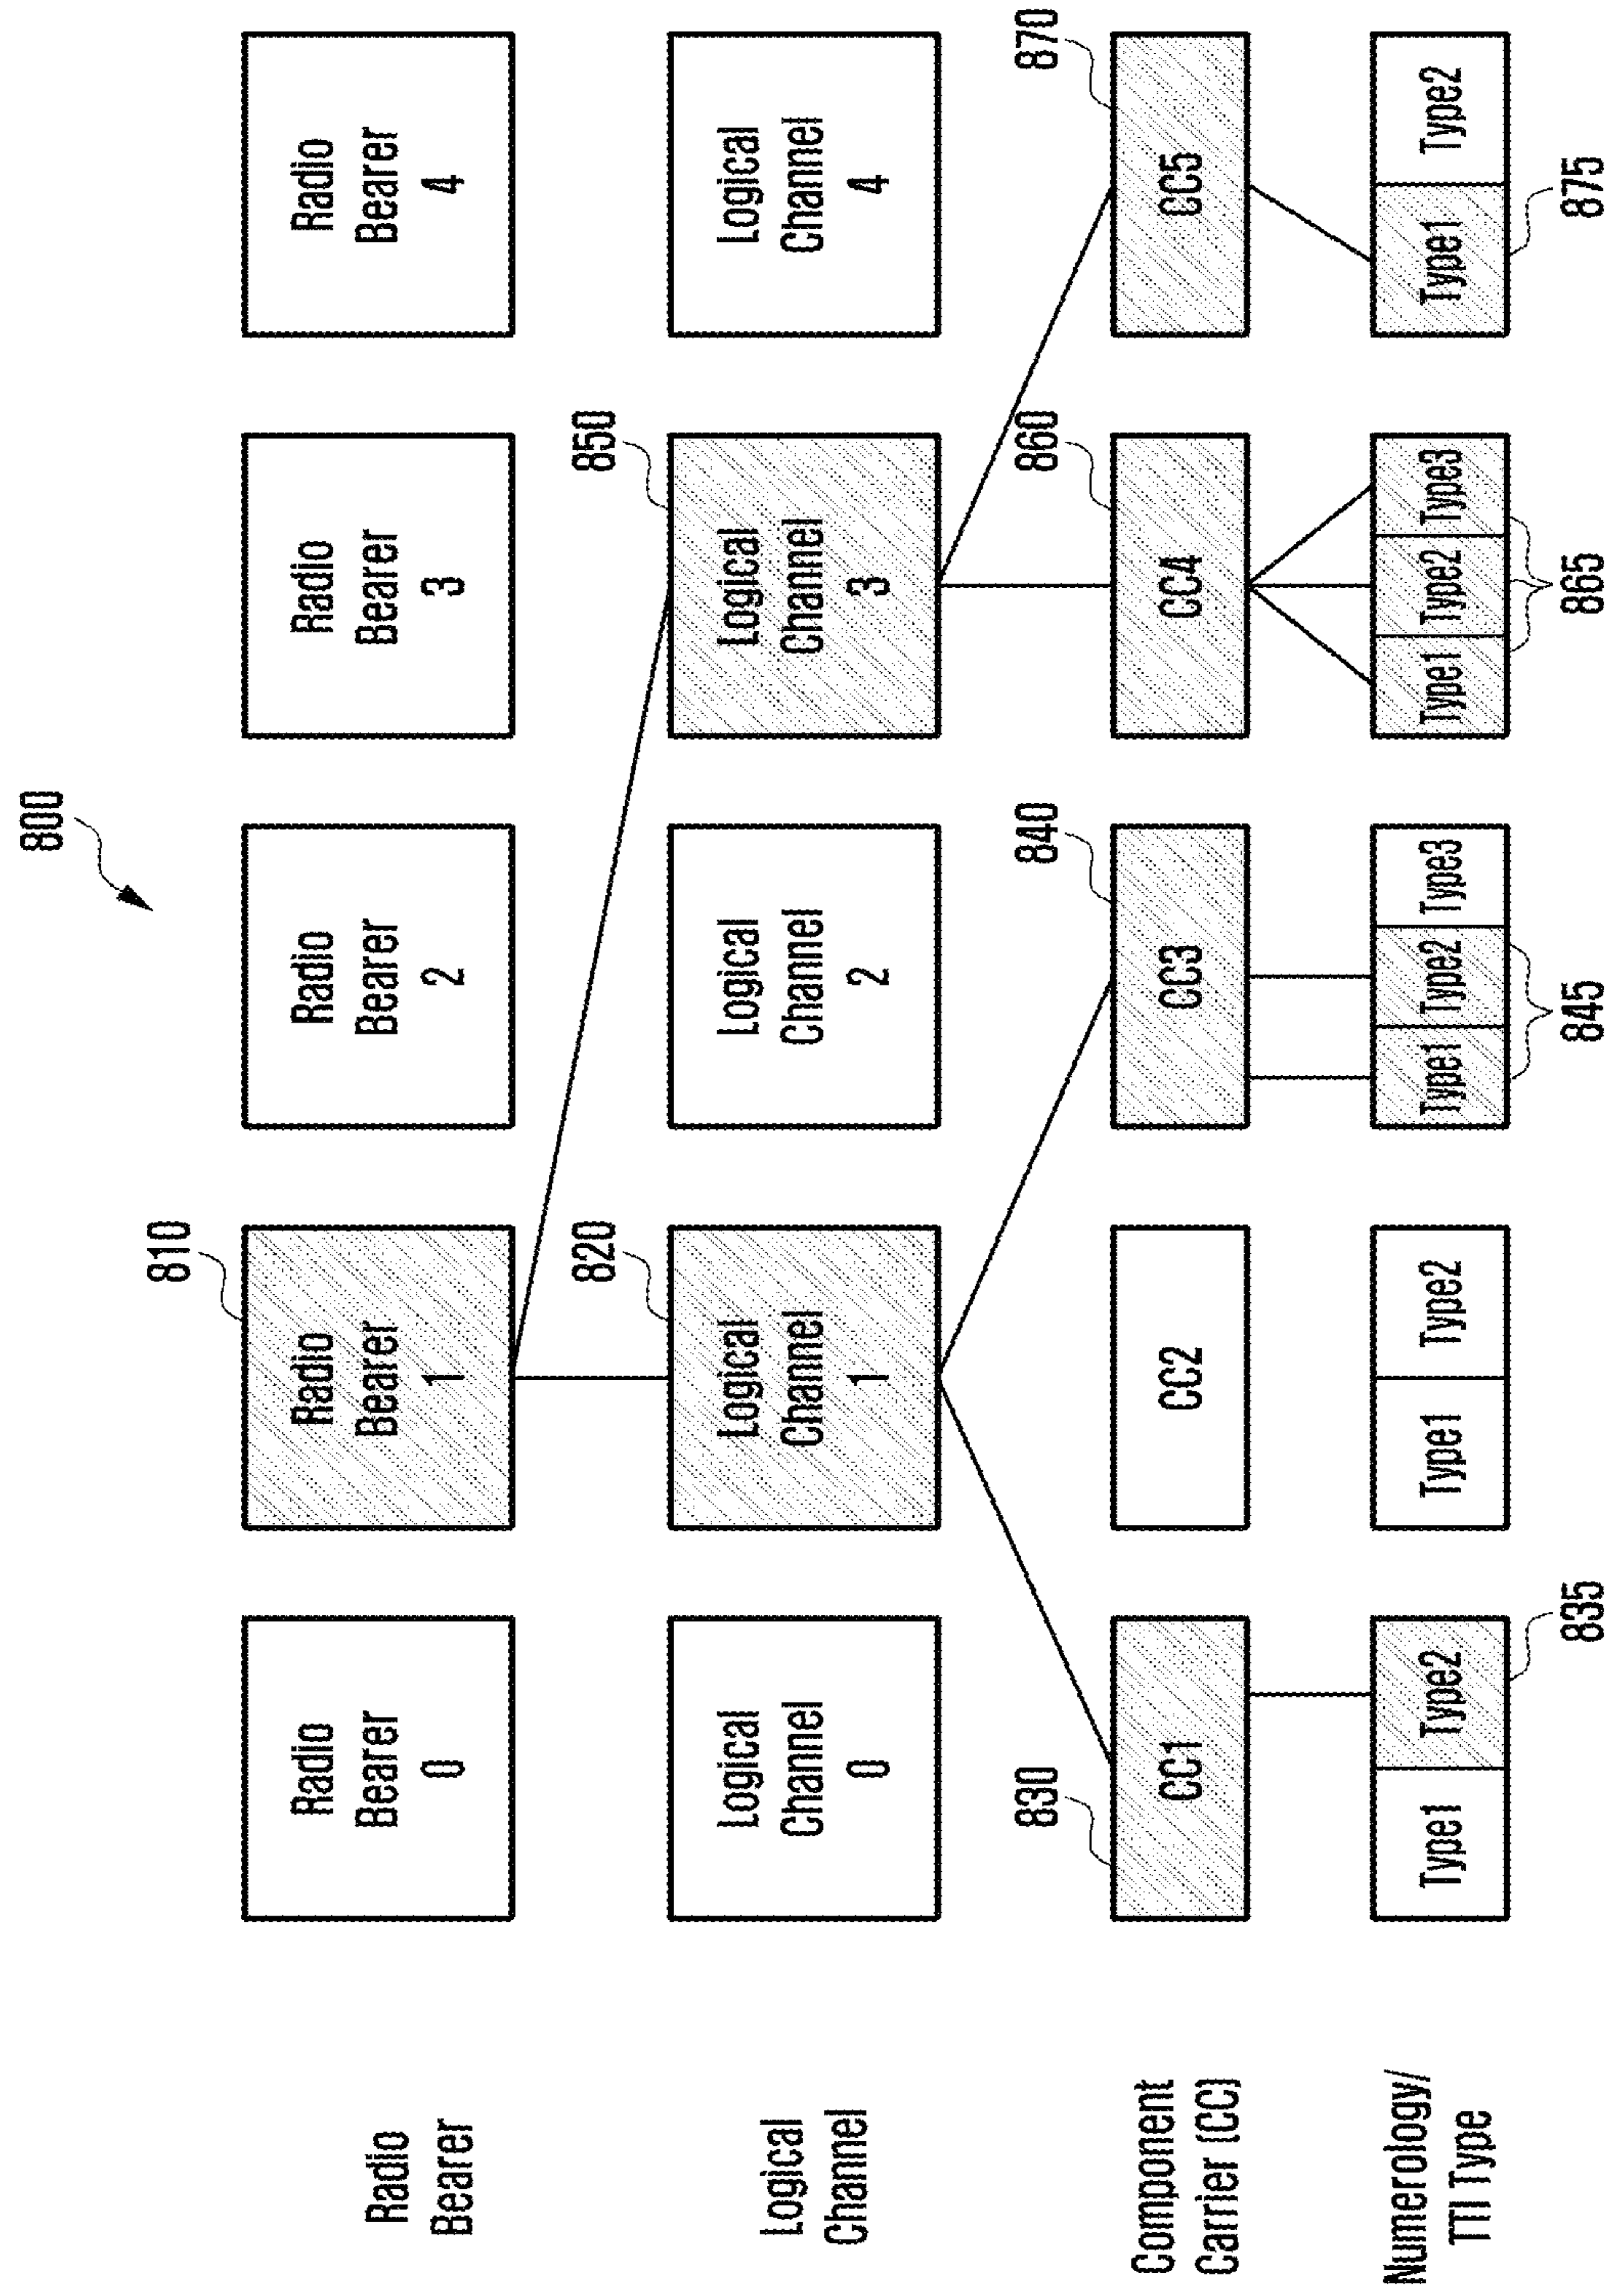 800
Radio
Bearer
810
Radio
Bearer
0
Radio
Bearer
1
Radio
Bearer
2
Radio
Bearer
3
Radio
Bearer
4
Logical
Channel
820
850
Logical
Channel
0
Logical
Channel
1
Logical
Channel
2
Logical
Channel
3
Logical
Channel
4
Component
Carrier (CC)
830
840
860
870
CC1
CC2
CC3
CC4
CC5
Numerology/
TTI Type
Type1
Type2
Type1
Type2
Type1
Type2
Type3
Type1
Type2
Type3
Type1
Type2
835
845
865
875